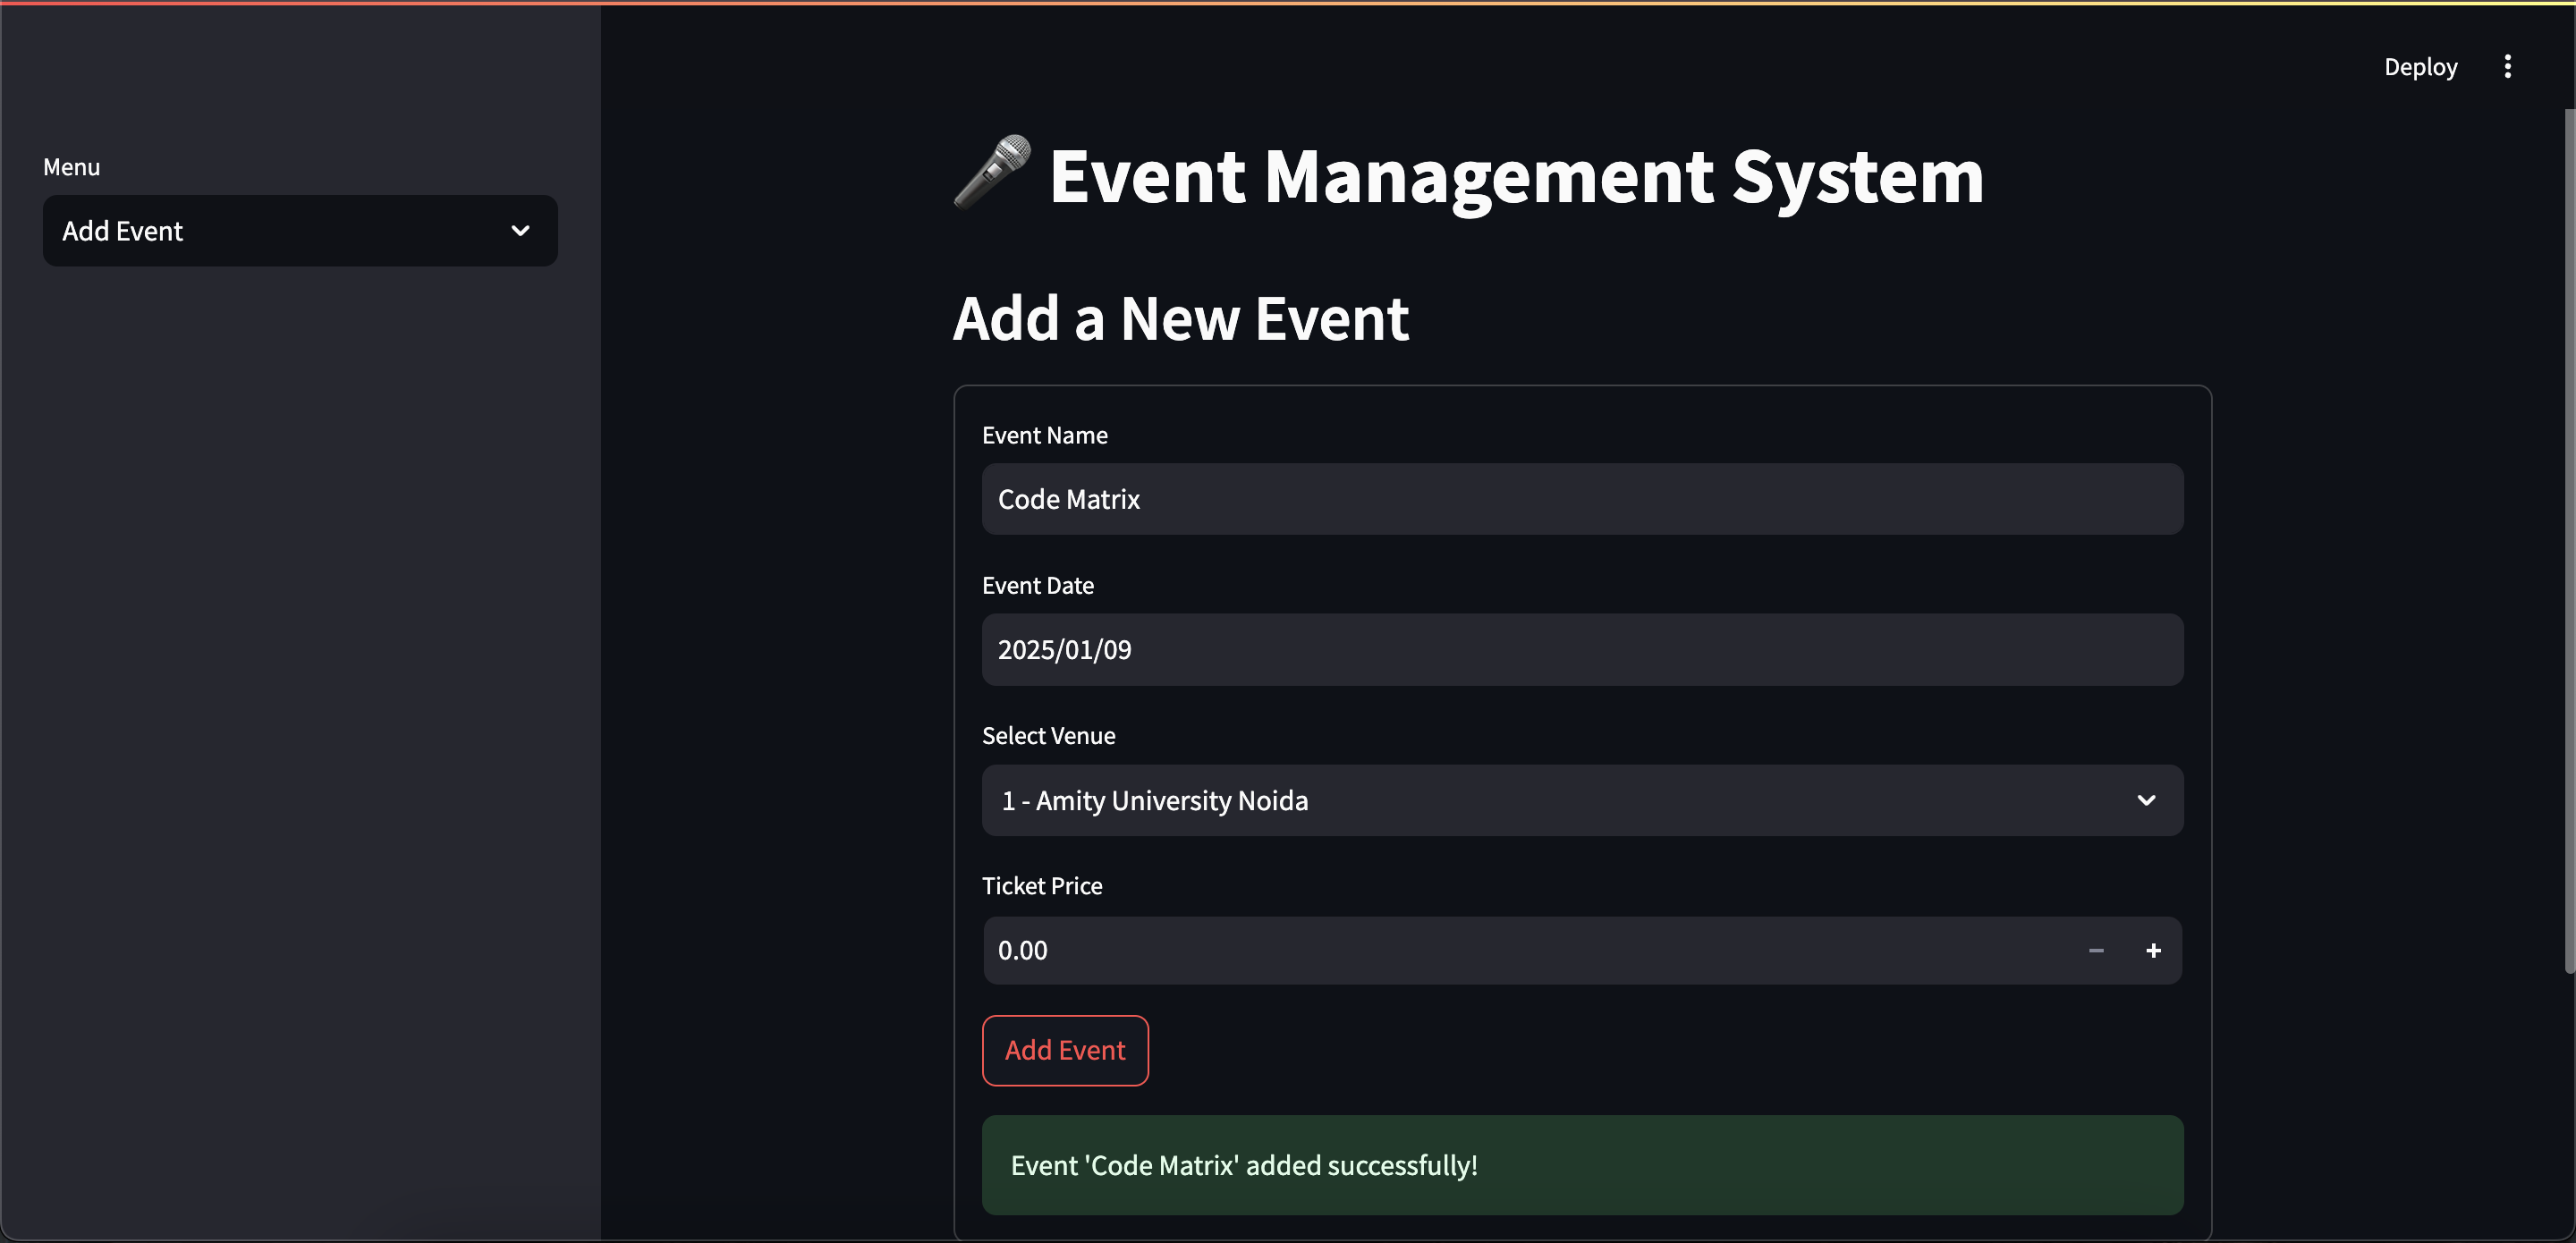 Deploy
Menu
Add Event
Event Management System
Add a New Event
Event Name
Code Matrix
Event Date
2025/01/09
Select Venue
1 - Amity University Noida
Ticket Price
0.00
Add Event
Event 'Code Matrix' added successfully!